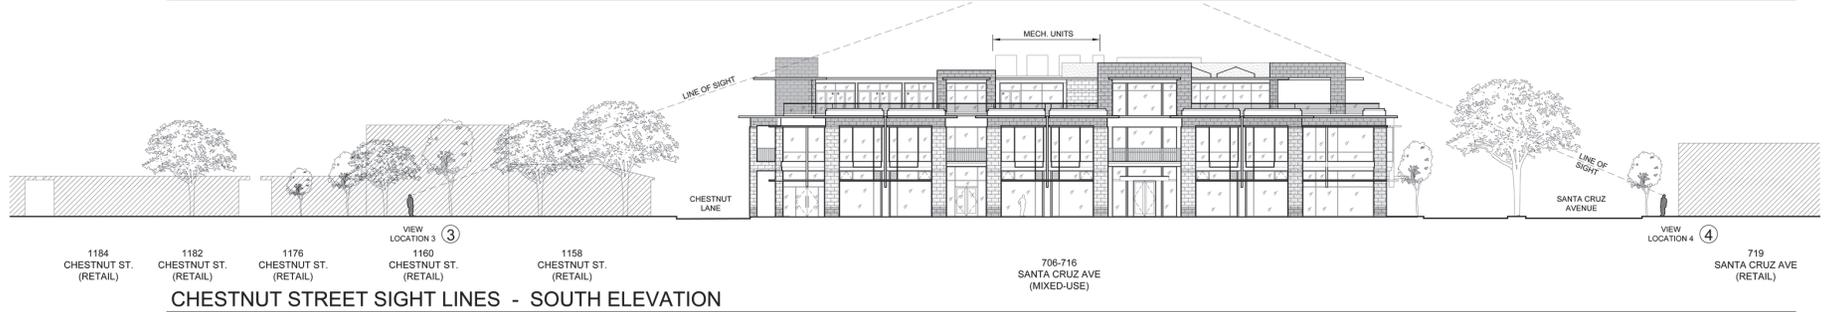 MECH. UNITS
LINE OF SIGHT
LINE OF
SIGHT
CHESTNUT
LANE
SANTA CRUZ
AVENUE
VIEW
LOCATION 3 3
VIEW
LOCATION 4 4
1184
CHESTNUT ST.
(RETAIL)
1182
CHESTNUT ST.
(RETAIL)
1176
CHESTNUT ST.
(RETAIL)
1160
CHESTNUT ST.
(RETAIL)
1158
CHESTNUT ST.
(RETAIL)
706-716
SANTA CRUZ AVE
(MIXED-USE)
719
SANTA CRUZ AVE
(RETAIL)
CHESTNUT STREET SIGHT LINES - SOUTH ELEVATION